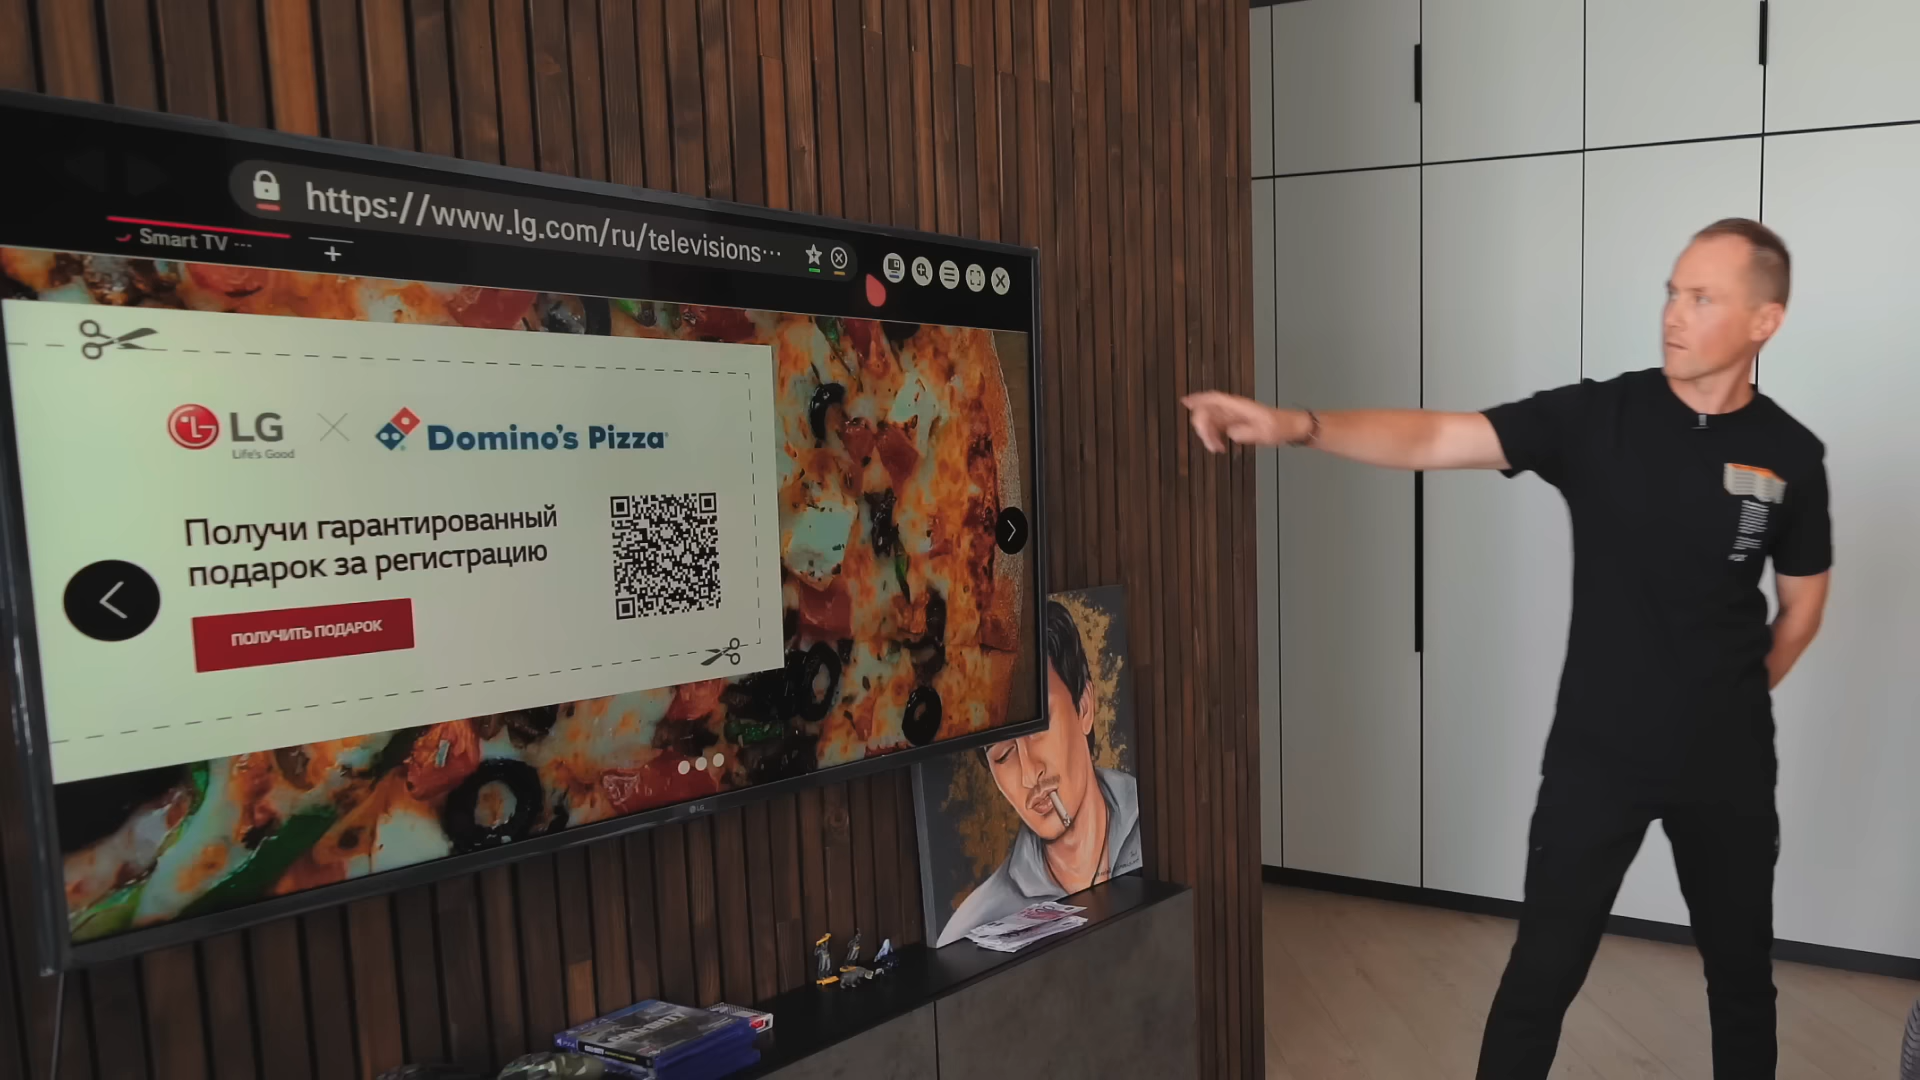 https://www.lg.com/ru/televisions...
Smart TV ...
LG
Life's Good
Domino's Pizza
Получи гарантированный
подарок за регистрацию
ПОЛУЧИТЬ ПОДАРОК
LG